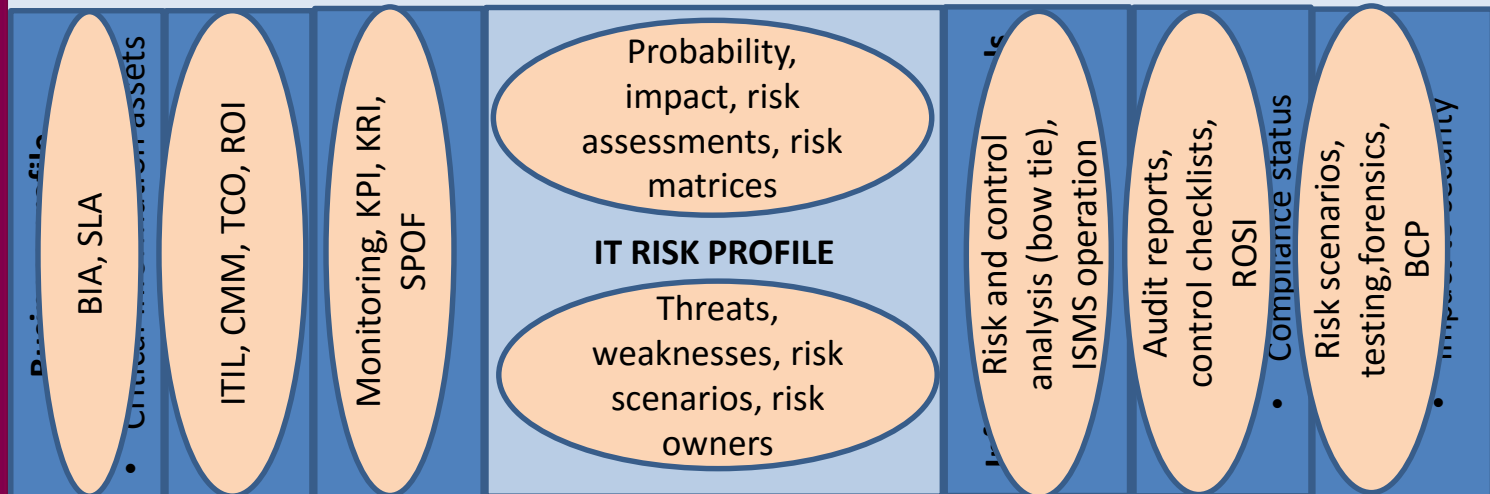 BIA, SLA
assets
ITIL, CMM, TCO, ROI
Monitoring, KPI, KRI,
SPOF
Probability,
impact, risk
assessments, risk
matrices
IT RISK PROFILE
Threats,
weaknesses, risk
scenarios, risk
owners
Risk and control
analysis (bow tie),
ISMS operation
Audit reports,
control checklists,
ROSI
• Compliance status
Risk scenarios,
testing,forensics,
BCP